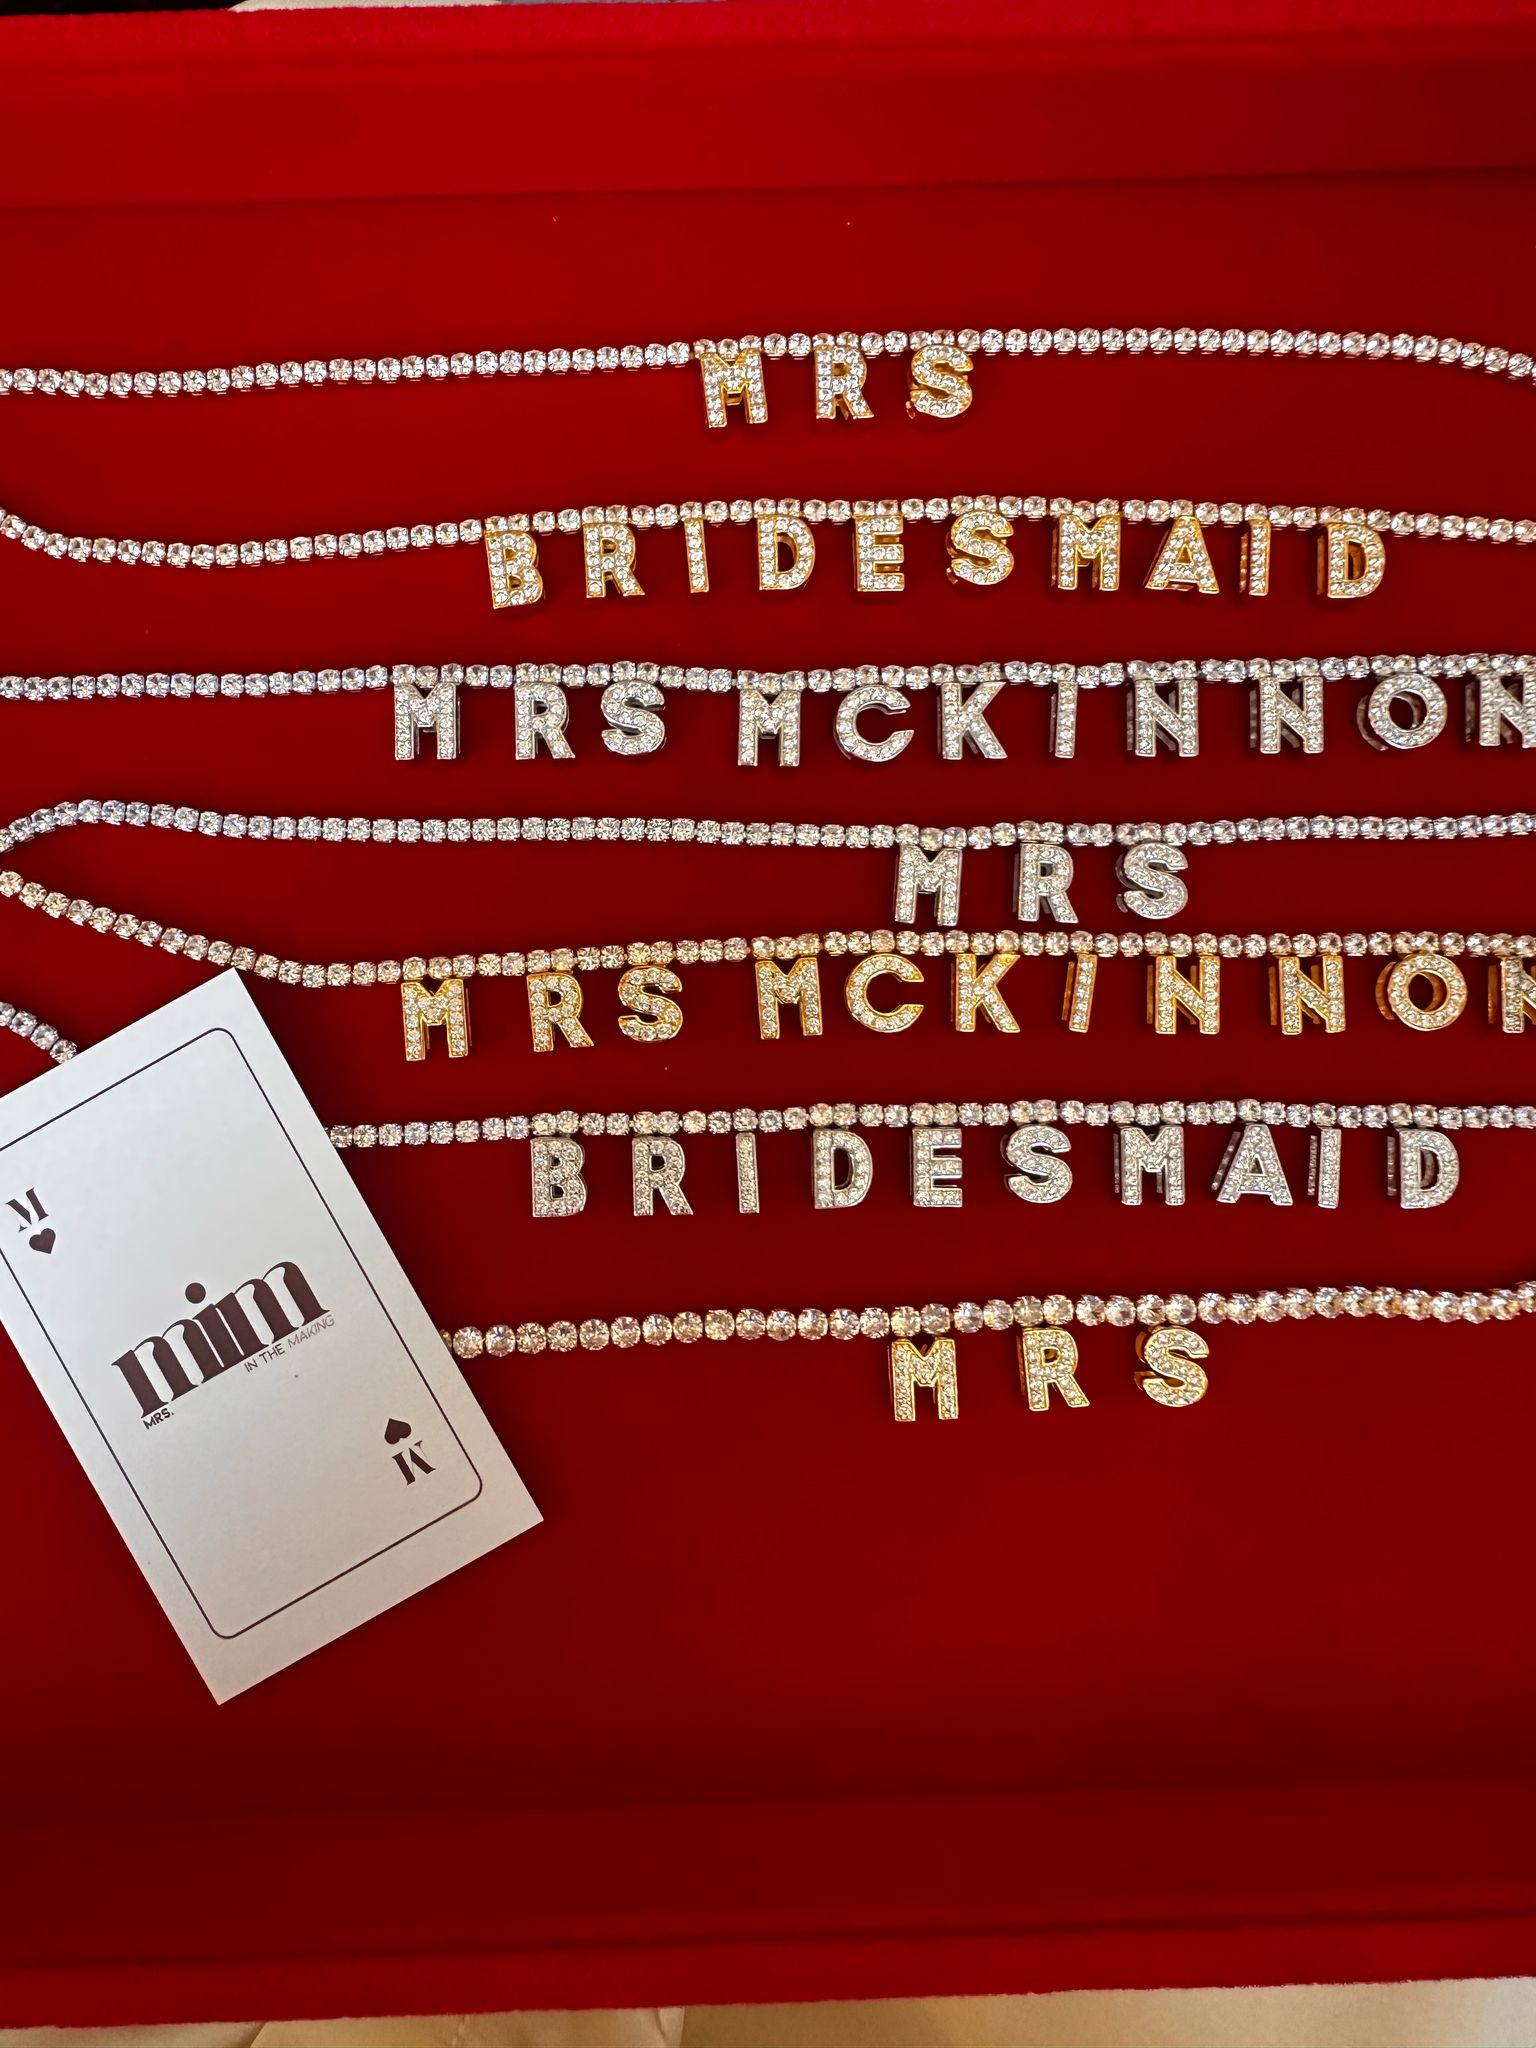 MRS
BRIDESMAID
MRS MCKINNON
MRS
MRS MCKINNON
BRIDESMAID
MRS
M
mim
MRS. IN THE MAKING
M